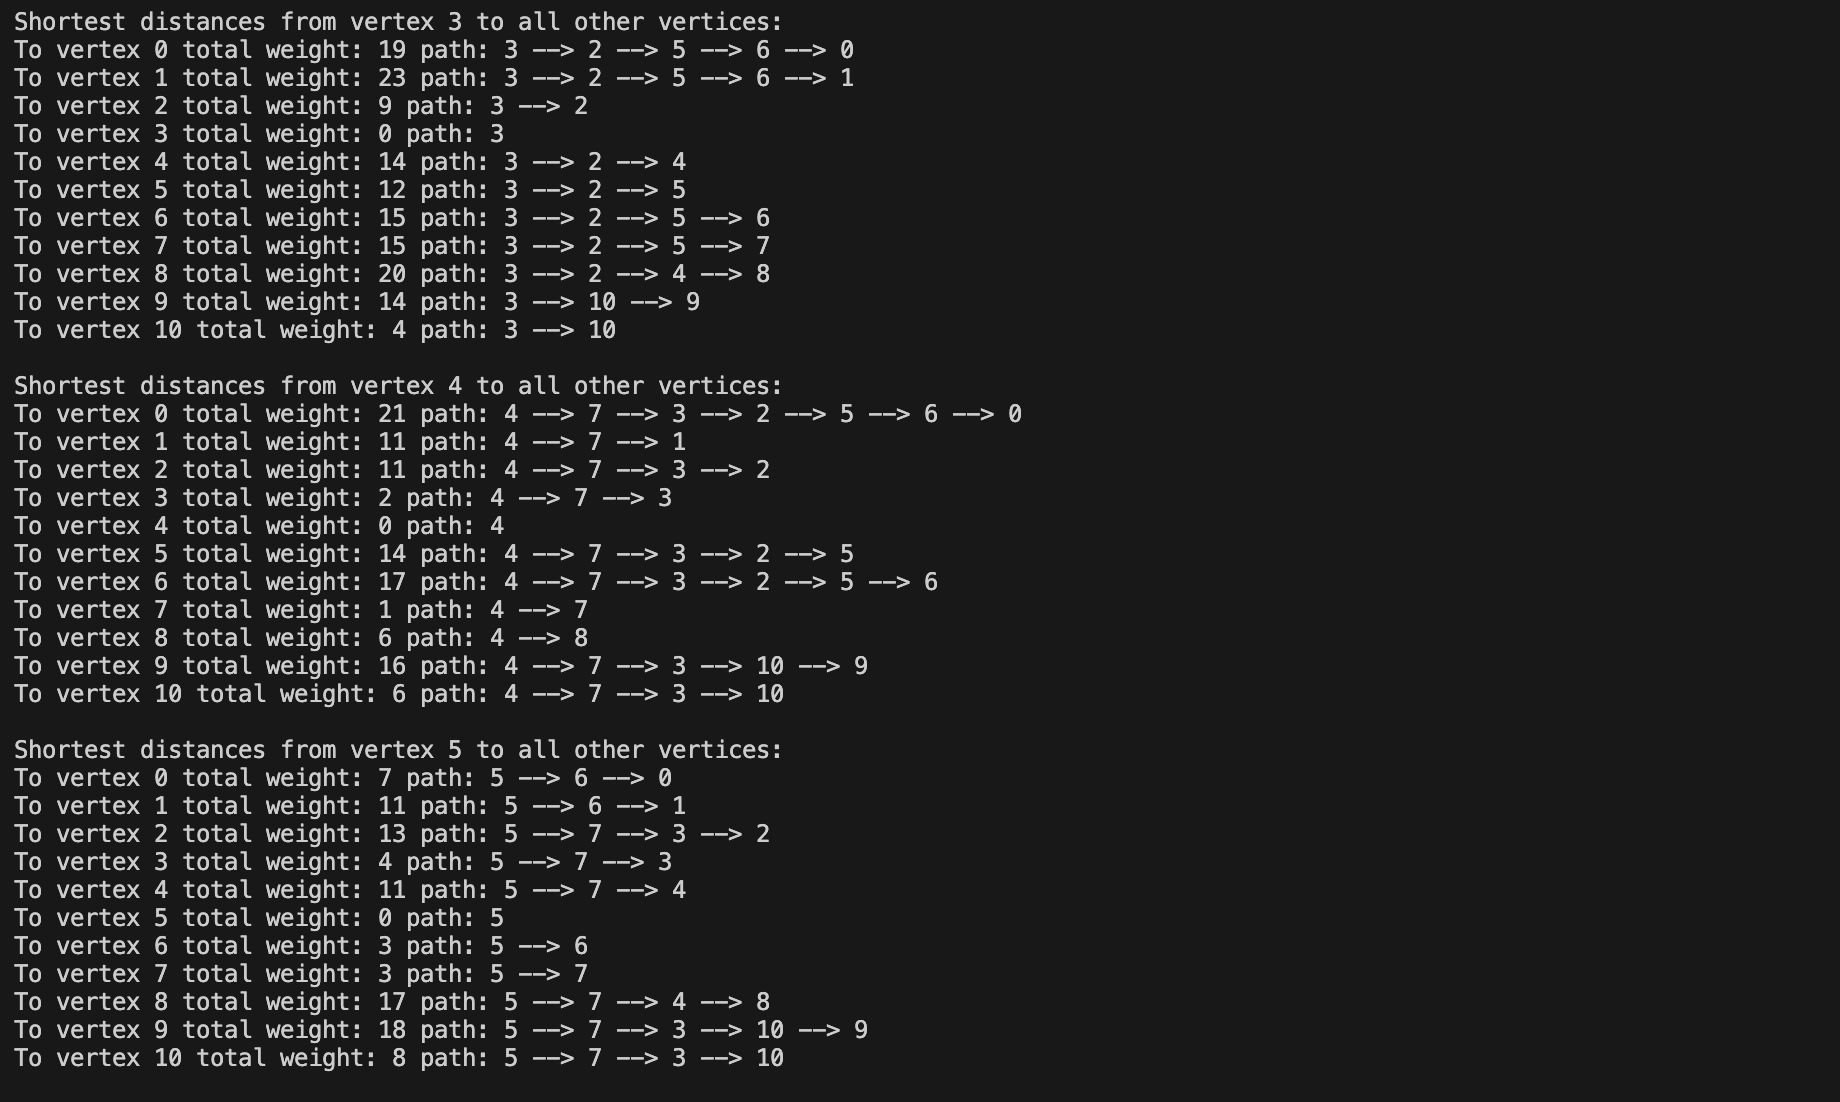 Shortest distances from vertex 3 to all other vertices:
To vertex 0 total weight: 19 path: 3 --> 2 --> 5 --> 6 --> 0
To vertex 1 total weight: 23 path: 3 --> 2 --> 5 --> 6 --> 1
To vertex 2 total weight: 9 path: 3 --> 2
To vertex 3 total weight: 0 path: 3
To vertex 4 total weight: 14 path: 3 --> 2 --> 4
To vertex 5 total weight: 12 path: 3 --> 2 --> 5
To vertex 6 total weight: 15 path: 3 --> 2 --> 5 --> 6
To vertex 7 total weight: 15 path: 3 --> 2 --> 5 --> 7
To vertex 8 total weight: 20 path: 3 --> 2 --> 4 --> 8
To vertex 9 total weight: 14 path: 3 --> 10 --> 9
To vertex 10 total weight: 4 path: 3 --> 10

Shortest distances from vertex 4 to all other vertices:
To vertex 0 total weight: 21 path: 4 --> 7 --> 3 --> 2 --> 5 --> 6 --> 0
To vertex 1 total weight: 11 path: 4 --> 7 --> 1
To vertex 2 total weight: 11 path: 4 --> 7 --> 3 --> 2
To vertex 3 total weight: 2 path: 4 --> 7 --> 3
To vertex 4 total weight: 0 path: 4
To vertex 5 total weight: 14 path: 4 --> 7 --> 3 --> 2 --> 5
To vertex 6 total weight: 17 path: 4 --> 7 --> 3 --> 2 --> 5 --> 6
To vertex 7 total weight: 1 path: 4 --> 7
To vertex 8 total weight: 6 path: 4 --> 8
To vertex 9 total weight: 16 path: 4 --> 7 --> 3 --> 10 --> 9
To vertex 10 total weight: 6 path: 4 --> 7 --> 3 --> 10

Shortest distances from vertex 5 to all other vertices:
To vertex 0 total weight: 7 path: 5 --> 6 --> 0
To vertex 1 total weight: 11 path: 5 --> 6 --> 1
To vertex 2 total weight: 13 path: 5 --> 7 --> 3 --> 2
To vertex 3 total weight: 4 path: 5 --> 7 --> 3
To vertex 4 total weight: 11 path: 5 --> 7 --> 4
To vertex 5 total weight: 0 path: 5
To vertex 6 total weight: 3 path: 5 --> 6
To vertex 7 total weight: 3 path: 5 --> 7
To vertex 8 total weight: 17 path: 5 --> 7 --> 4 --> 8
To vertex 9 total weight: 18 path: 5 --> 7 --> 3 --> 10 --> 9
To vertex 10 total weight: 8 path: 5 --> 7 --> 3 --> 10